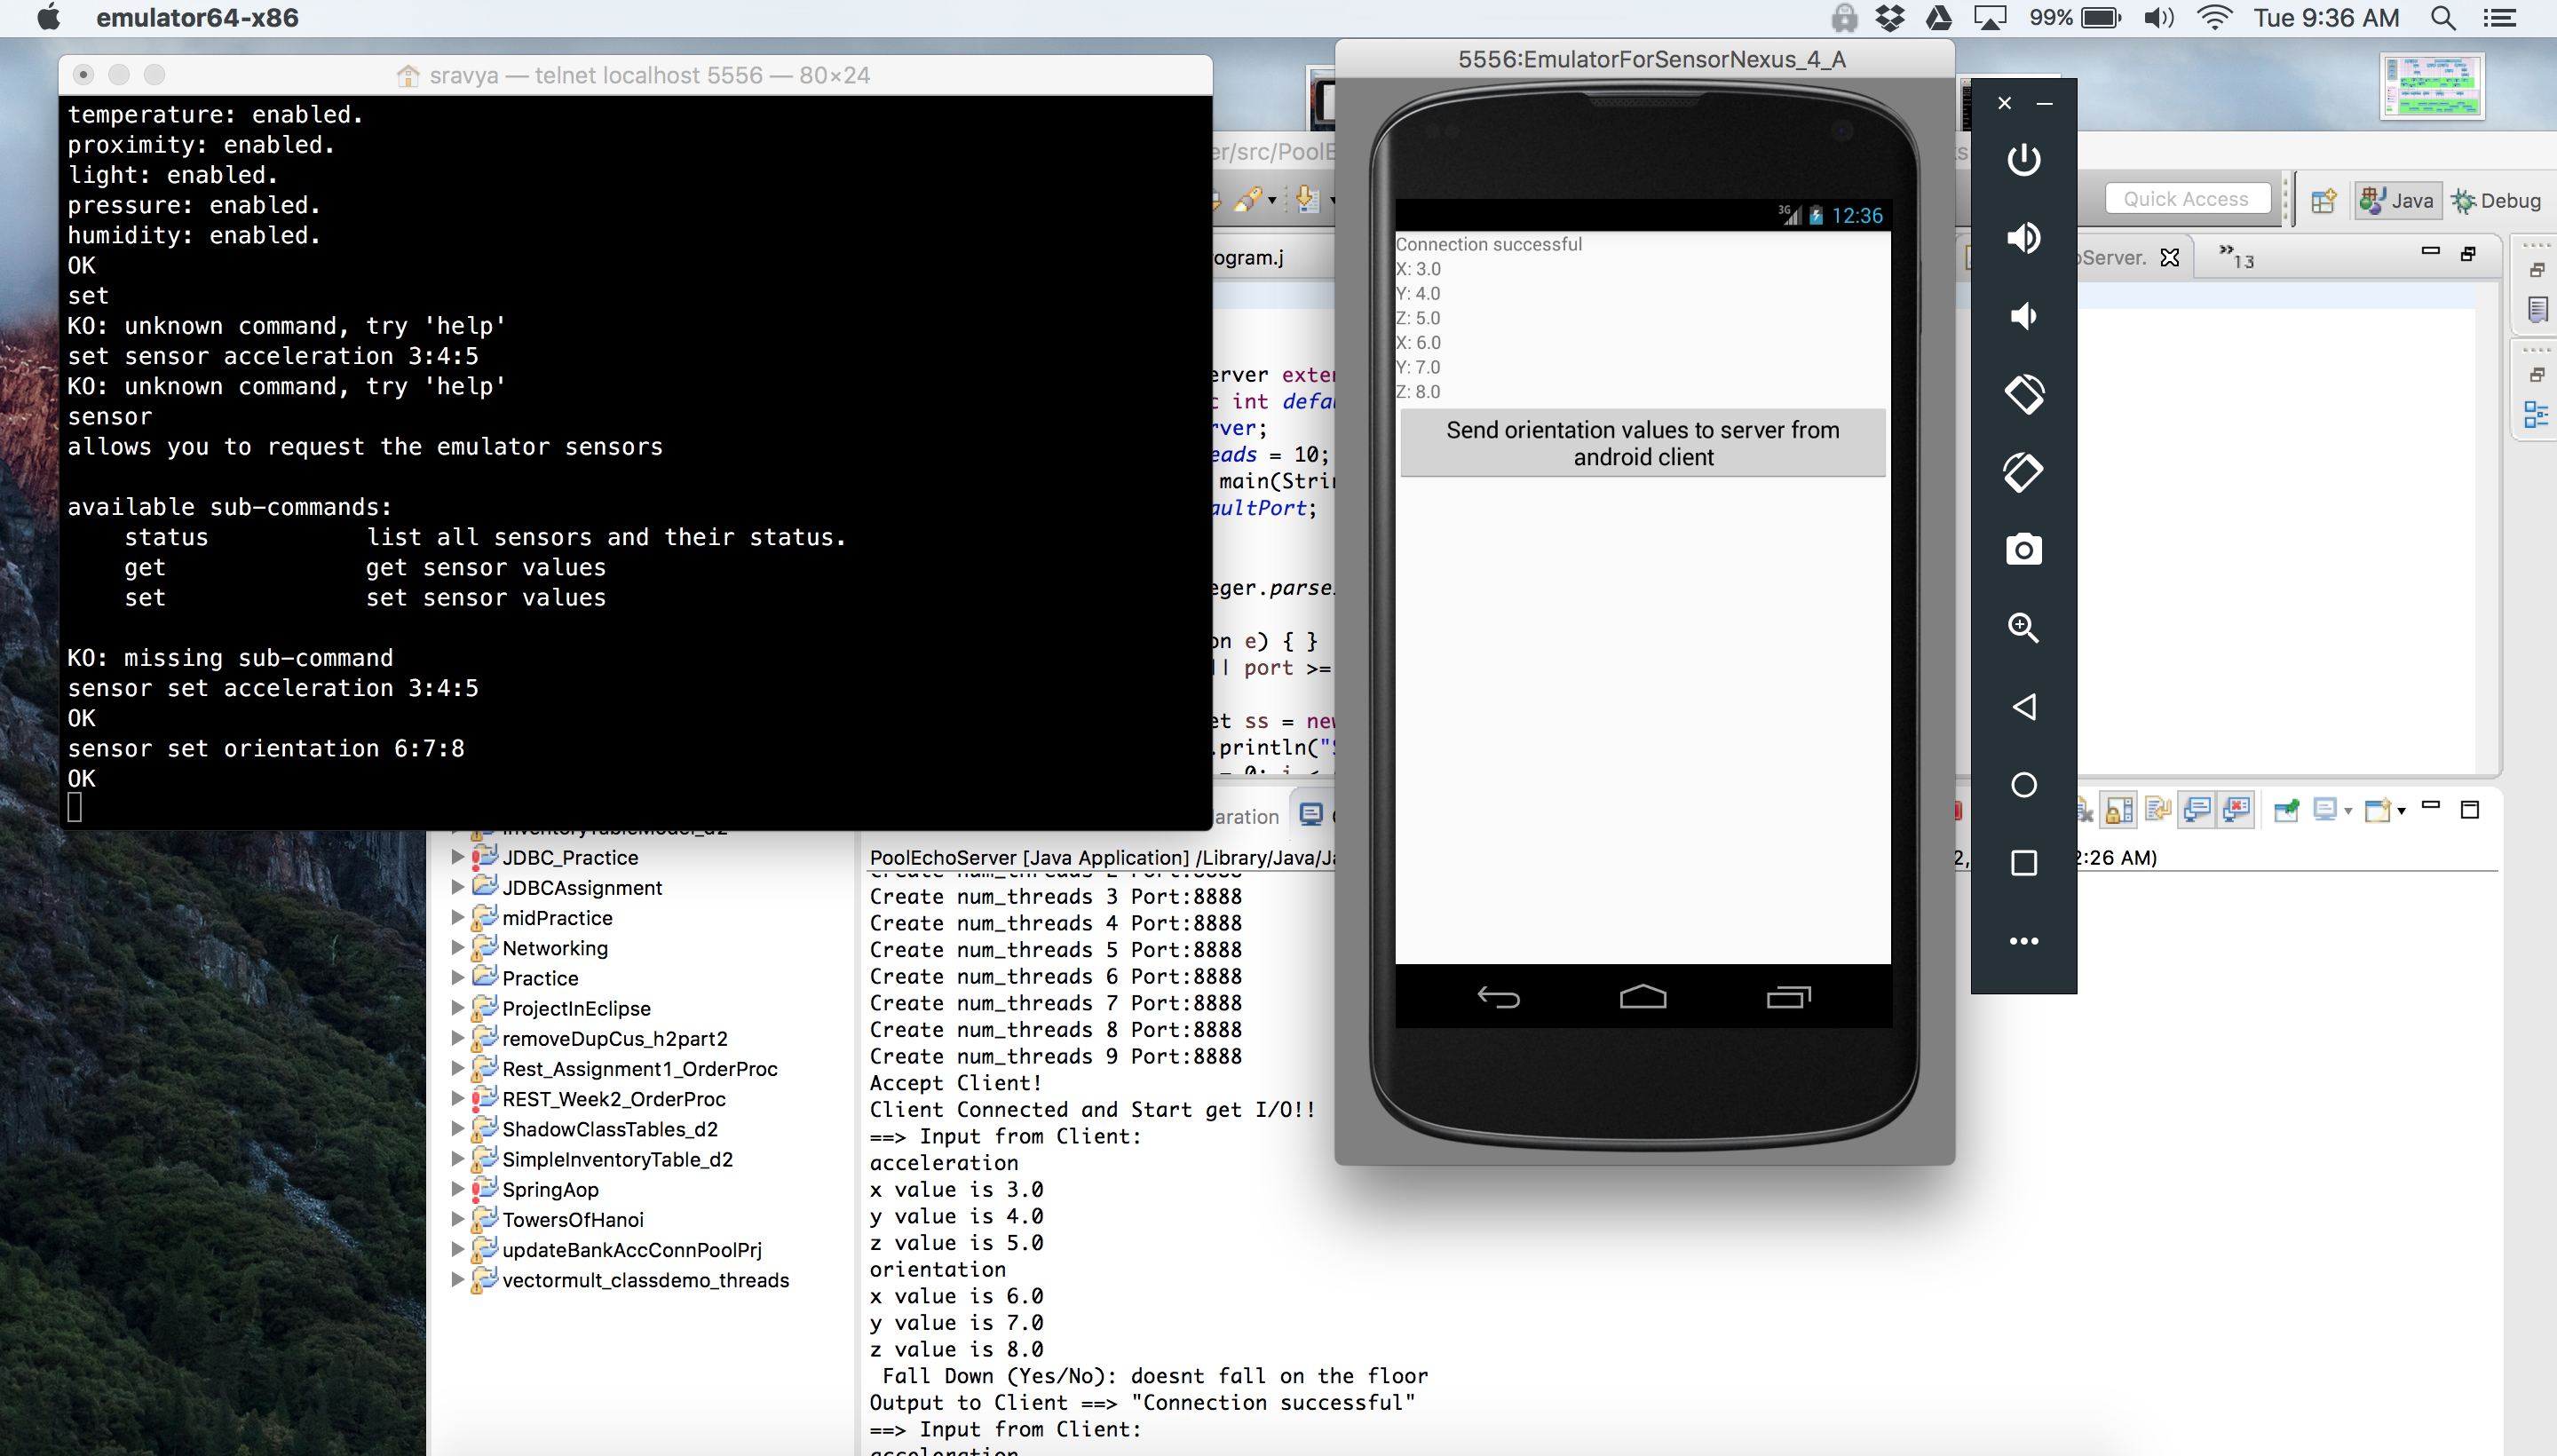 emulator64-x86
99%
Tue 9:36 AM
sravya — telnet localhost 5556 — 80×24
temperature: enabled.
proximity: enabled.
light: enabled.
pressure: enabled.
humidity: enabled.
OK
set
KO: unknown command, try 'help'
set sensor acceleration 3:4:5
KO: unknown command, try 'help'
sensor
allows you to request the emulator sensors
available sub-commands:
status list all sensors and their status.
get get sensor values
set set sensor values
KO: missing sub-command
sensor set acceleration 3:4:5
OK
sensor set orientation 6:7:8
OK
5556:EmulatorForSensorNexus_4_A
3G 12:36
Connection successful
X: 3.0
Y: 4.0
Z: 5.0
X: 6.0
Y: 7.0
Z: 8.0
Send orientation values to server from
android client
er/src/PoolE
Quick Access
Java
Debug
ogram.j
oServer.
»13
erver exte
c int defau
rver;
eads = 10;
main(Strin
aultPort;
eger.parse
on e) { }
|| port >=
et ss = new
.println("S
= 0; i <
laration
JDBC_Practice
JDBCAssignment
midPractice
Networking
Practice
ProjectInEclipse
removeDupCus_h2part2
Rest_Assignment1_OrderProc
REST_Week2_OrderProc
ShadowClassTables_d2
SimpleInventoryTable_d2
SpringAop
TowersOfHanoi
updateBankAccConnPoolPrj
vectormult_classdemo_threads
PoolEchoServer [Java Application] /Library/Java/Ja
2, 2:26 AM)
Create num_threads 2 Port:8888
Create num_threads 3 Port:8888
Create num_threads 4 Port:8888
Create num_threads 5 Port:8888
Create num_threads 6 Port:8888
Create num_threads 7 Port:8888
Create num_threads 8 Port:8888
Create num_threads 9 Port:8888
Accept Client!
Client Connected and Start get I/O!!
==> Input from Client:
acceleration
x value is 3.0
y value is 4.0
z value is 5.0
orientation
x value is 6.0
y value is 7.0
z value is 8.0
Fall Down (Yes/No): doesnt fall on the floor
Output to Client ==> "Connection successful"
==> Input from Client:
acceleration